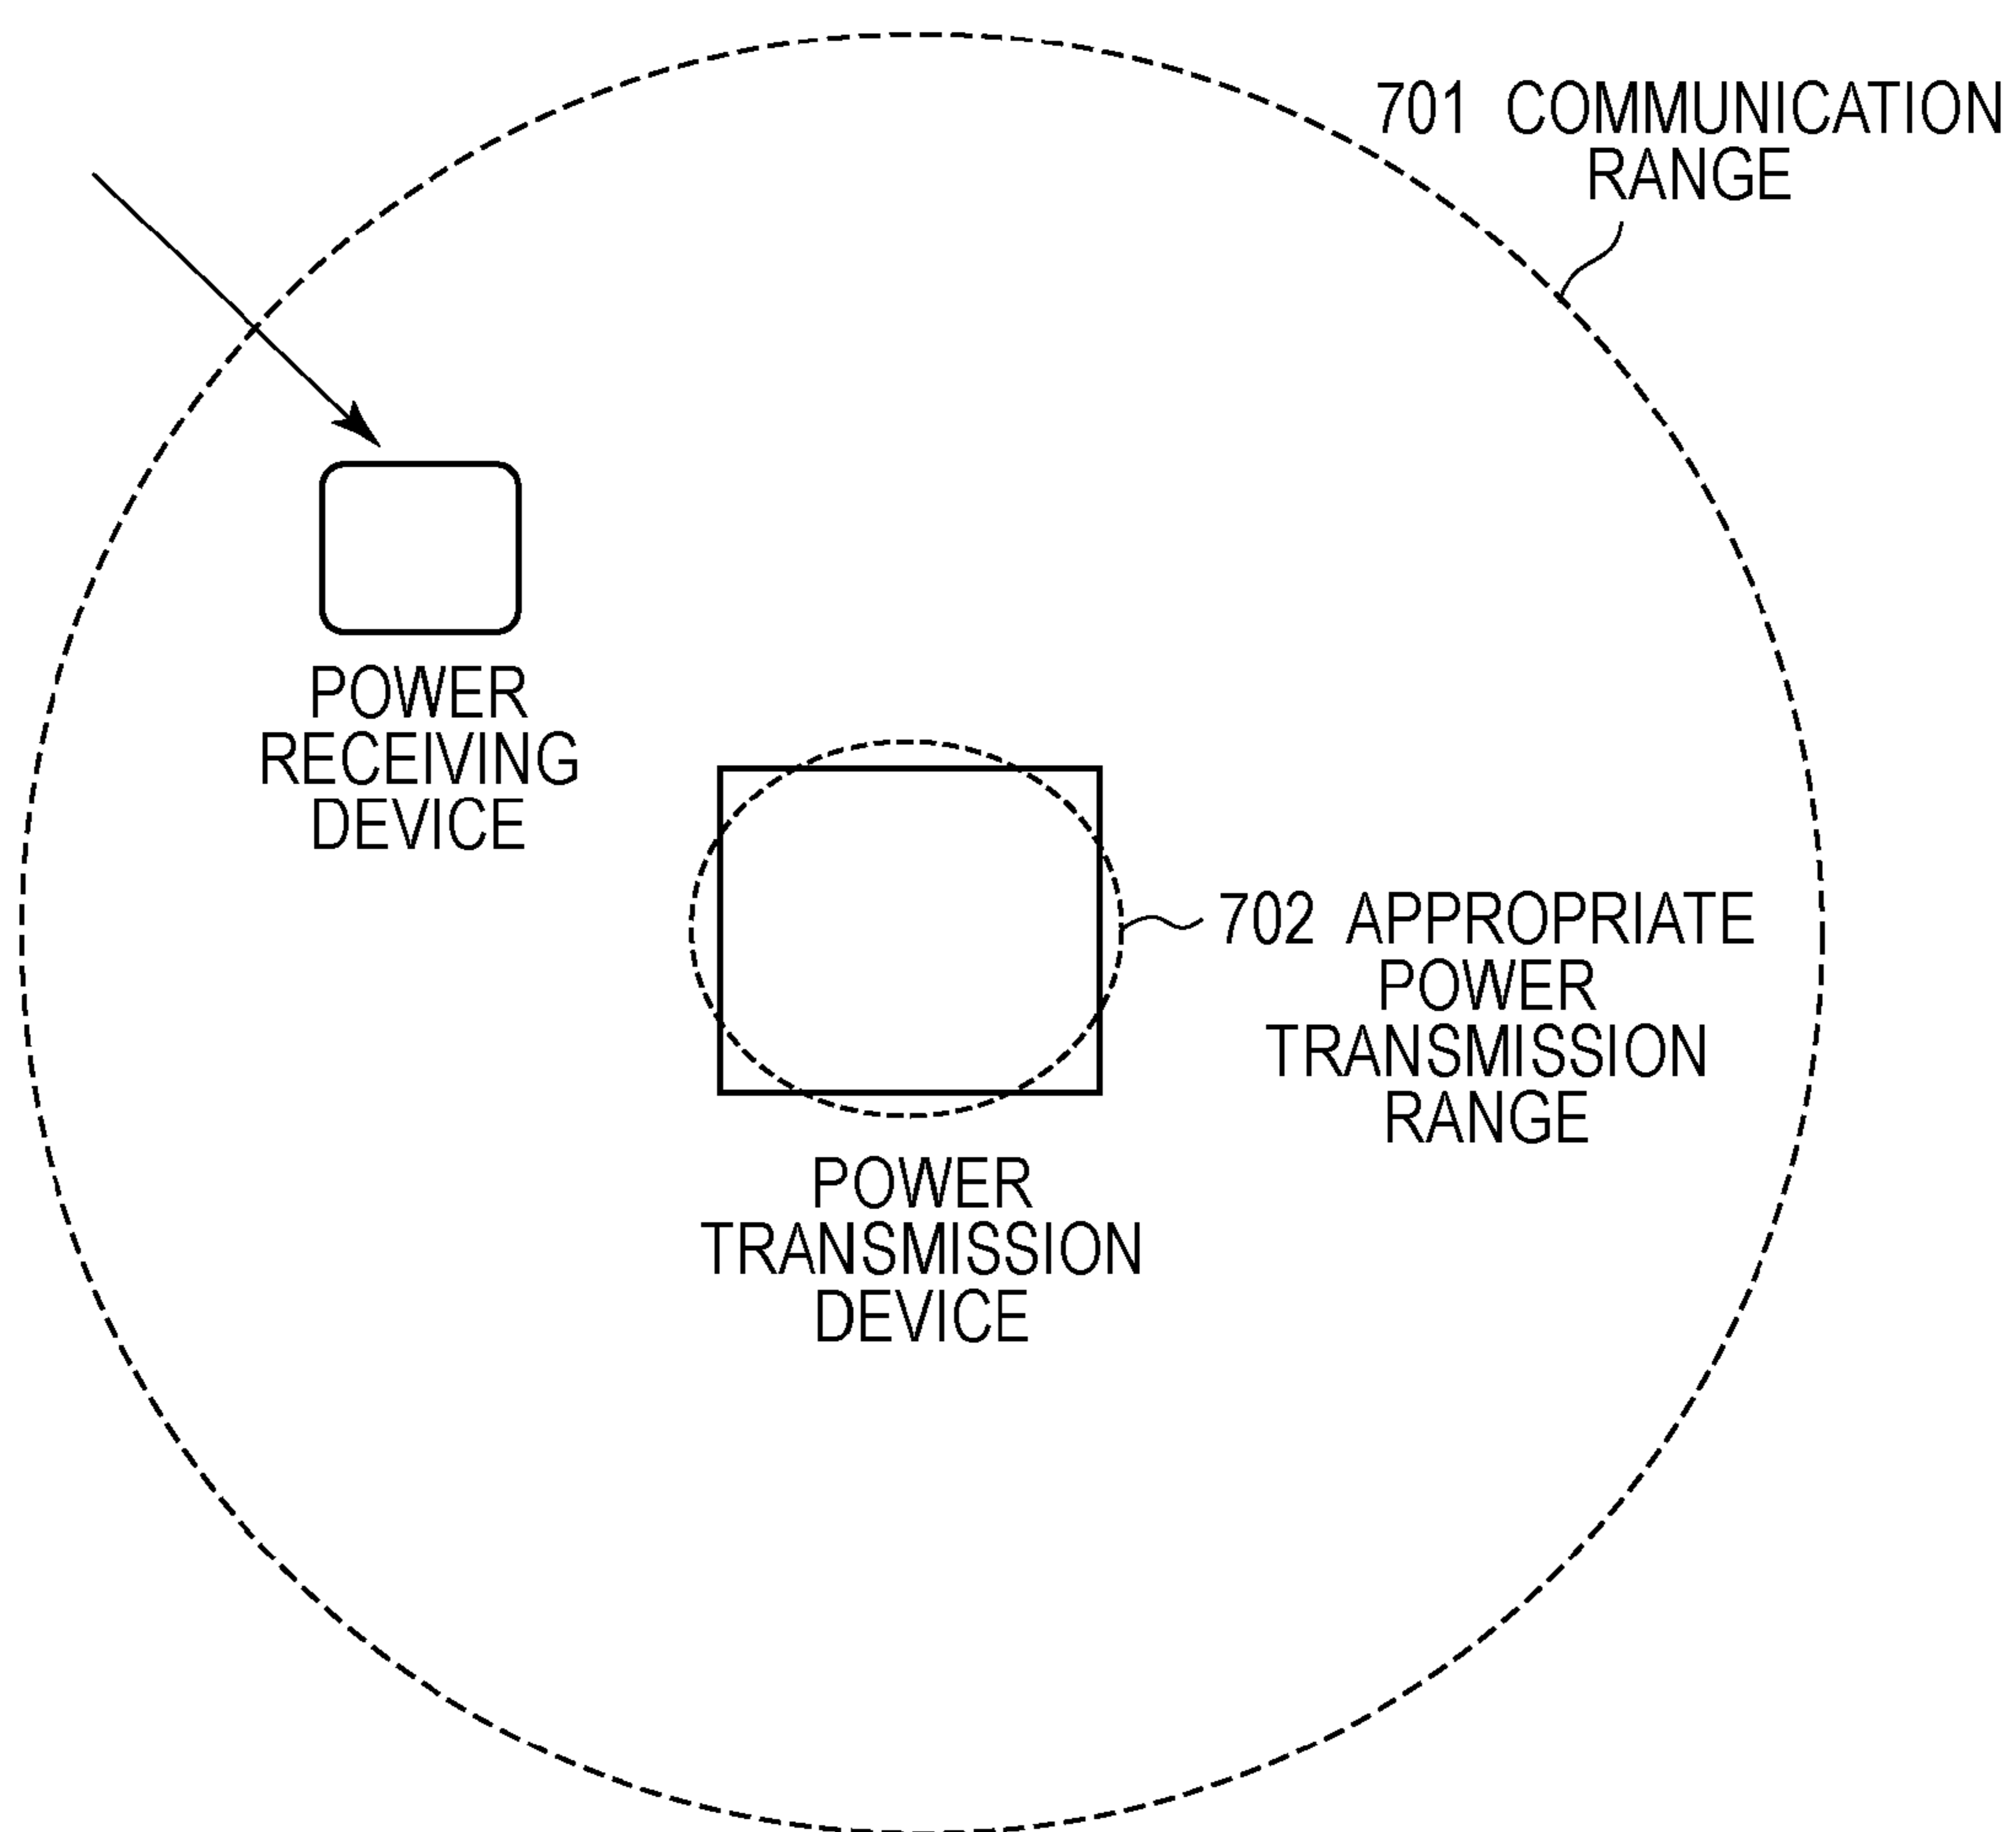 701 COMMUNICATION
RANGE
POWER
RECEIVING
DEVICE
702 APPROPRIATE
POWER
TRANSMISSION
RANGE
POWER
TRANSMISSION
DEVICE